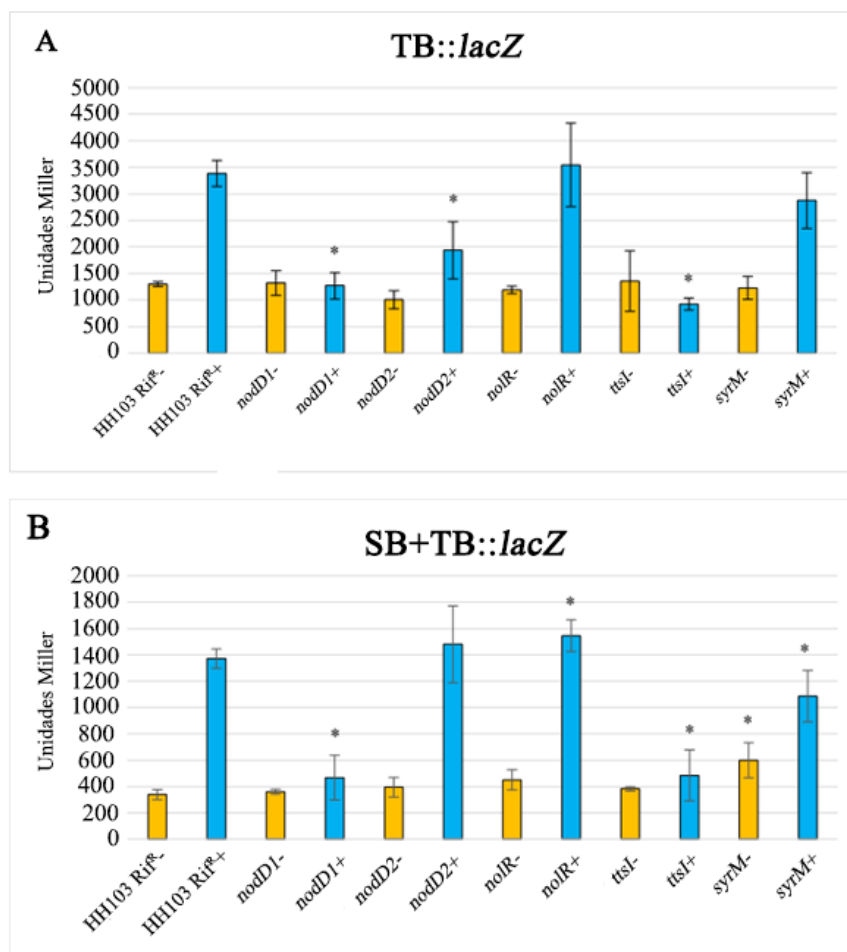 A
TB::lacZ
Unidades Miller
5000
4500
4000
3500
3000
2500
2000
1500
1000
500
0
*
*
*
HH103 Rifᴿ-
HH103 Rifᴿ+
nodD1-
nodD1+
nodD2-
nodD2+
nolR-
nolR+
ttsI-
ttsI+
syrM-
syrM+
B
SB+TB::lacZ
Unidades Miller
2000
1800
1600
1400
1200
1000
800
600
400
200
0
*
*
*
*
*
HH103 Rifᴿ-
HH103 Rifᴿ+
nodD1-
nodD1+
nodD2-
nodD2+
nolR-
nolR+
ttsI-
ttsI+
syrM-
syrM+